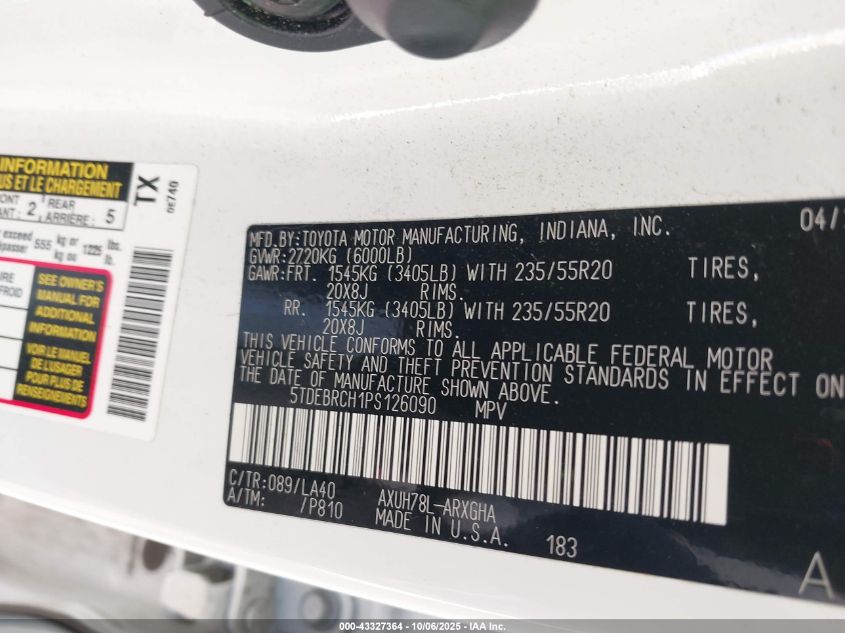 INFORMATION
US ET LE CHARGEMENT
TX
0E740
2 REAR
ARRIÈRE: 5
exceed 555 kg or 1225 lbs.
kg ou lb.
FROID
SEE OWNER'S
MANUAL FOR
ADDITIONAL
INFORMATION
VOIR LE MANUEL
DE L'USAGER
POUR PLUS DE
RENSEIGNEMENTS
04/
MFD.BY:TOYOTA MOTOR MANUFACTURING, INDIANA, INC.
GVWR:2720KG (6000LB)
GAWR:FRT. 1545KG (3405LB) WITH 235/55R20 TIRES,
20X8J RIMS.
RR. 1545KG (3405LB) WITH 235/55R20 TIRES,
20X8J RIMS.
THIS VEHICLE CONFORMS TO ALL APPLICABLE FEDERAL MOTOR
VEHICLE SAFETY AND THEFT PREVENTION STANDARDS IN EFFECT ON
THE DATE OF MANUFACTURE SHOWN ABOVE.
5TDEBRCH1PS126090 MPV
C/TR:089/LA40 AXUH78L-ARXGHA
A/TM: /P810 MADE IN U.S.A. 183
A
000-43327364 • 10/06/2025 • IAA Inc.